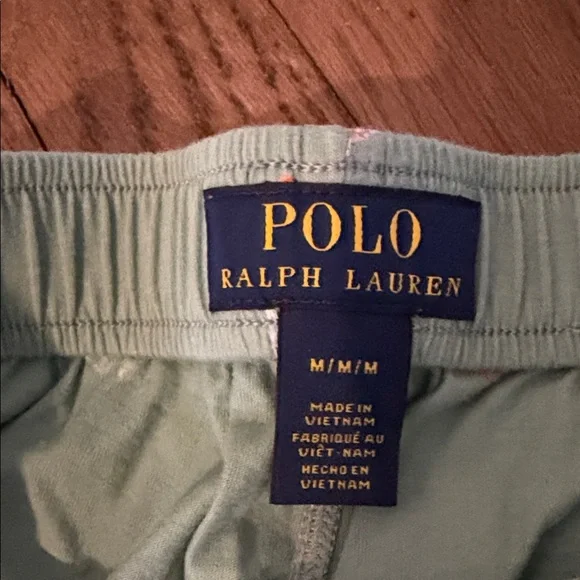 POLO
RALPH LAUREN
M/M/M
MADE IN
VIETNAM
FABRIQUÉ AU
VIÊT-NAM
HECHO EN
VIETNAM